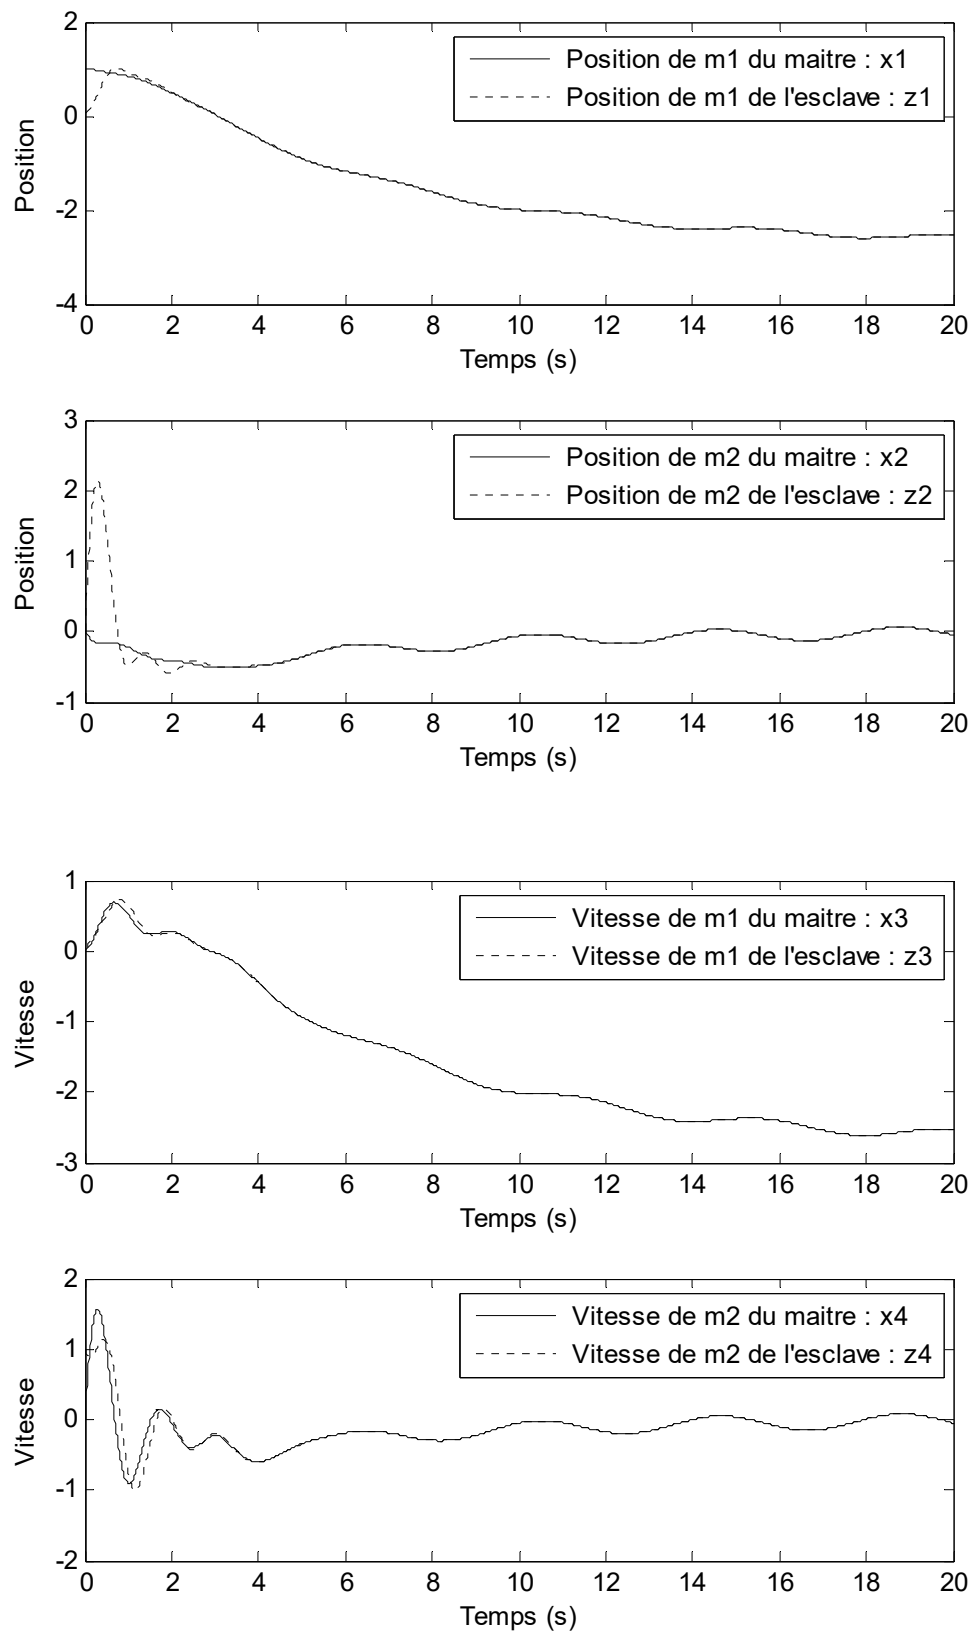 2
Position de m1 du maitre : x1
Position de m1 de l'esclave : z1
0
Position
-2
-4
0 2 4 6 8 10 12 14 16 18 20
Temps (s)
3
Position de m2 du maitre : x2
2
Position de m2 de l'esclave : z2
Position
1
0
-1
0 2 4 6 8 10 12 14 16 18 20
Temps (s)
1
Vitesse de m1 du maitre : x3
0
Vitesse de m1 de l'esclave : z3
Vitesse
-1
-2
-3
0 2 4 6 8 10 12 14 16 18 20
Temps (s)
2
Vitesse de m2 du maitre : x4
1
Vitesse de m2 de l'esclave : z4
Vitesse
0
-1
-2
0 2 4 6 8 10 12 14 16 18 20
Temps (s)